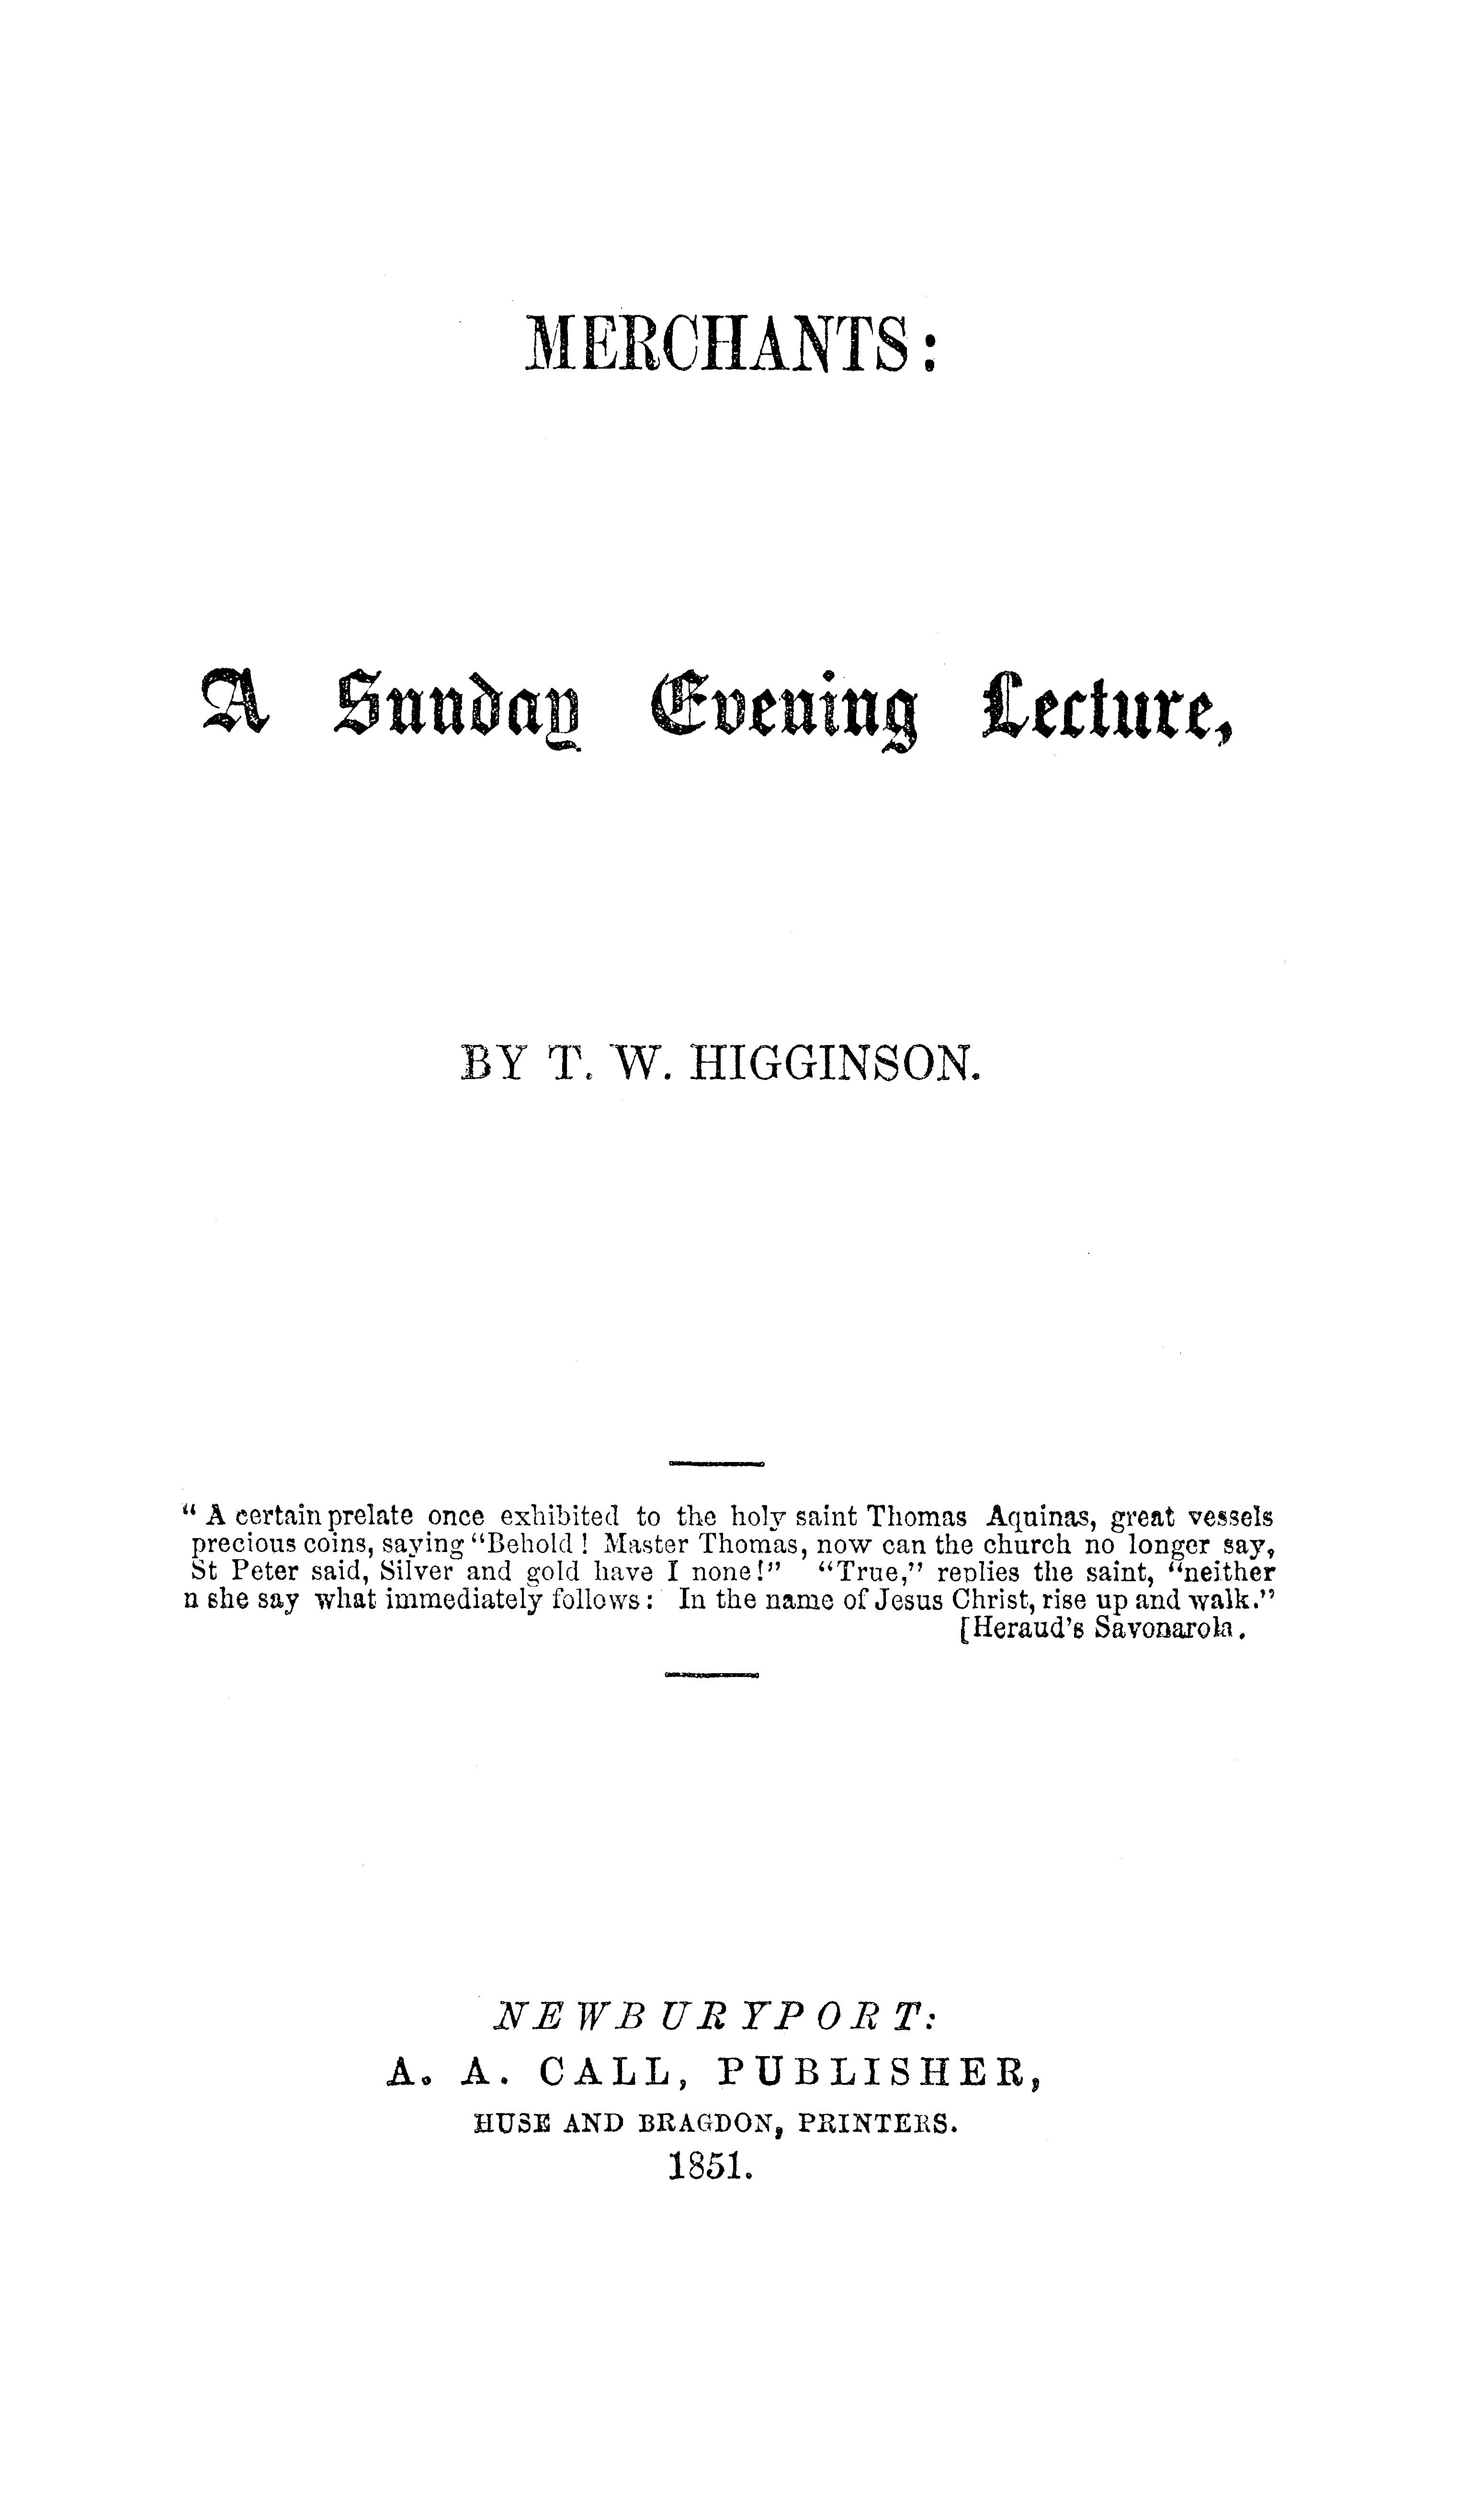 MERCHANTS:
A Sunday Evening Lecture,
BY T. W. HIGGINSON.
“ A certain prelate once exhibited to the holy saint Thomas Aquinas, great vessels
precious coins, saying “Behold ! Master Thomas, now can the church no longer say,
St Peter said, Silver and gold have I none!” “True,” replies the saint, “neither
n she say what immediately follows: In the name of Jesus Christ, rise up and walk.”
[Heraud’s Savonarola.
NEWBURYPORT:
A. A. CALL, PUBLISHER,
HUSE AND BRAGDON, PRINTERS.
1851.